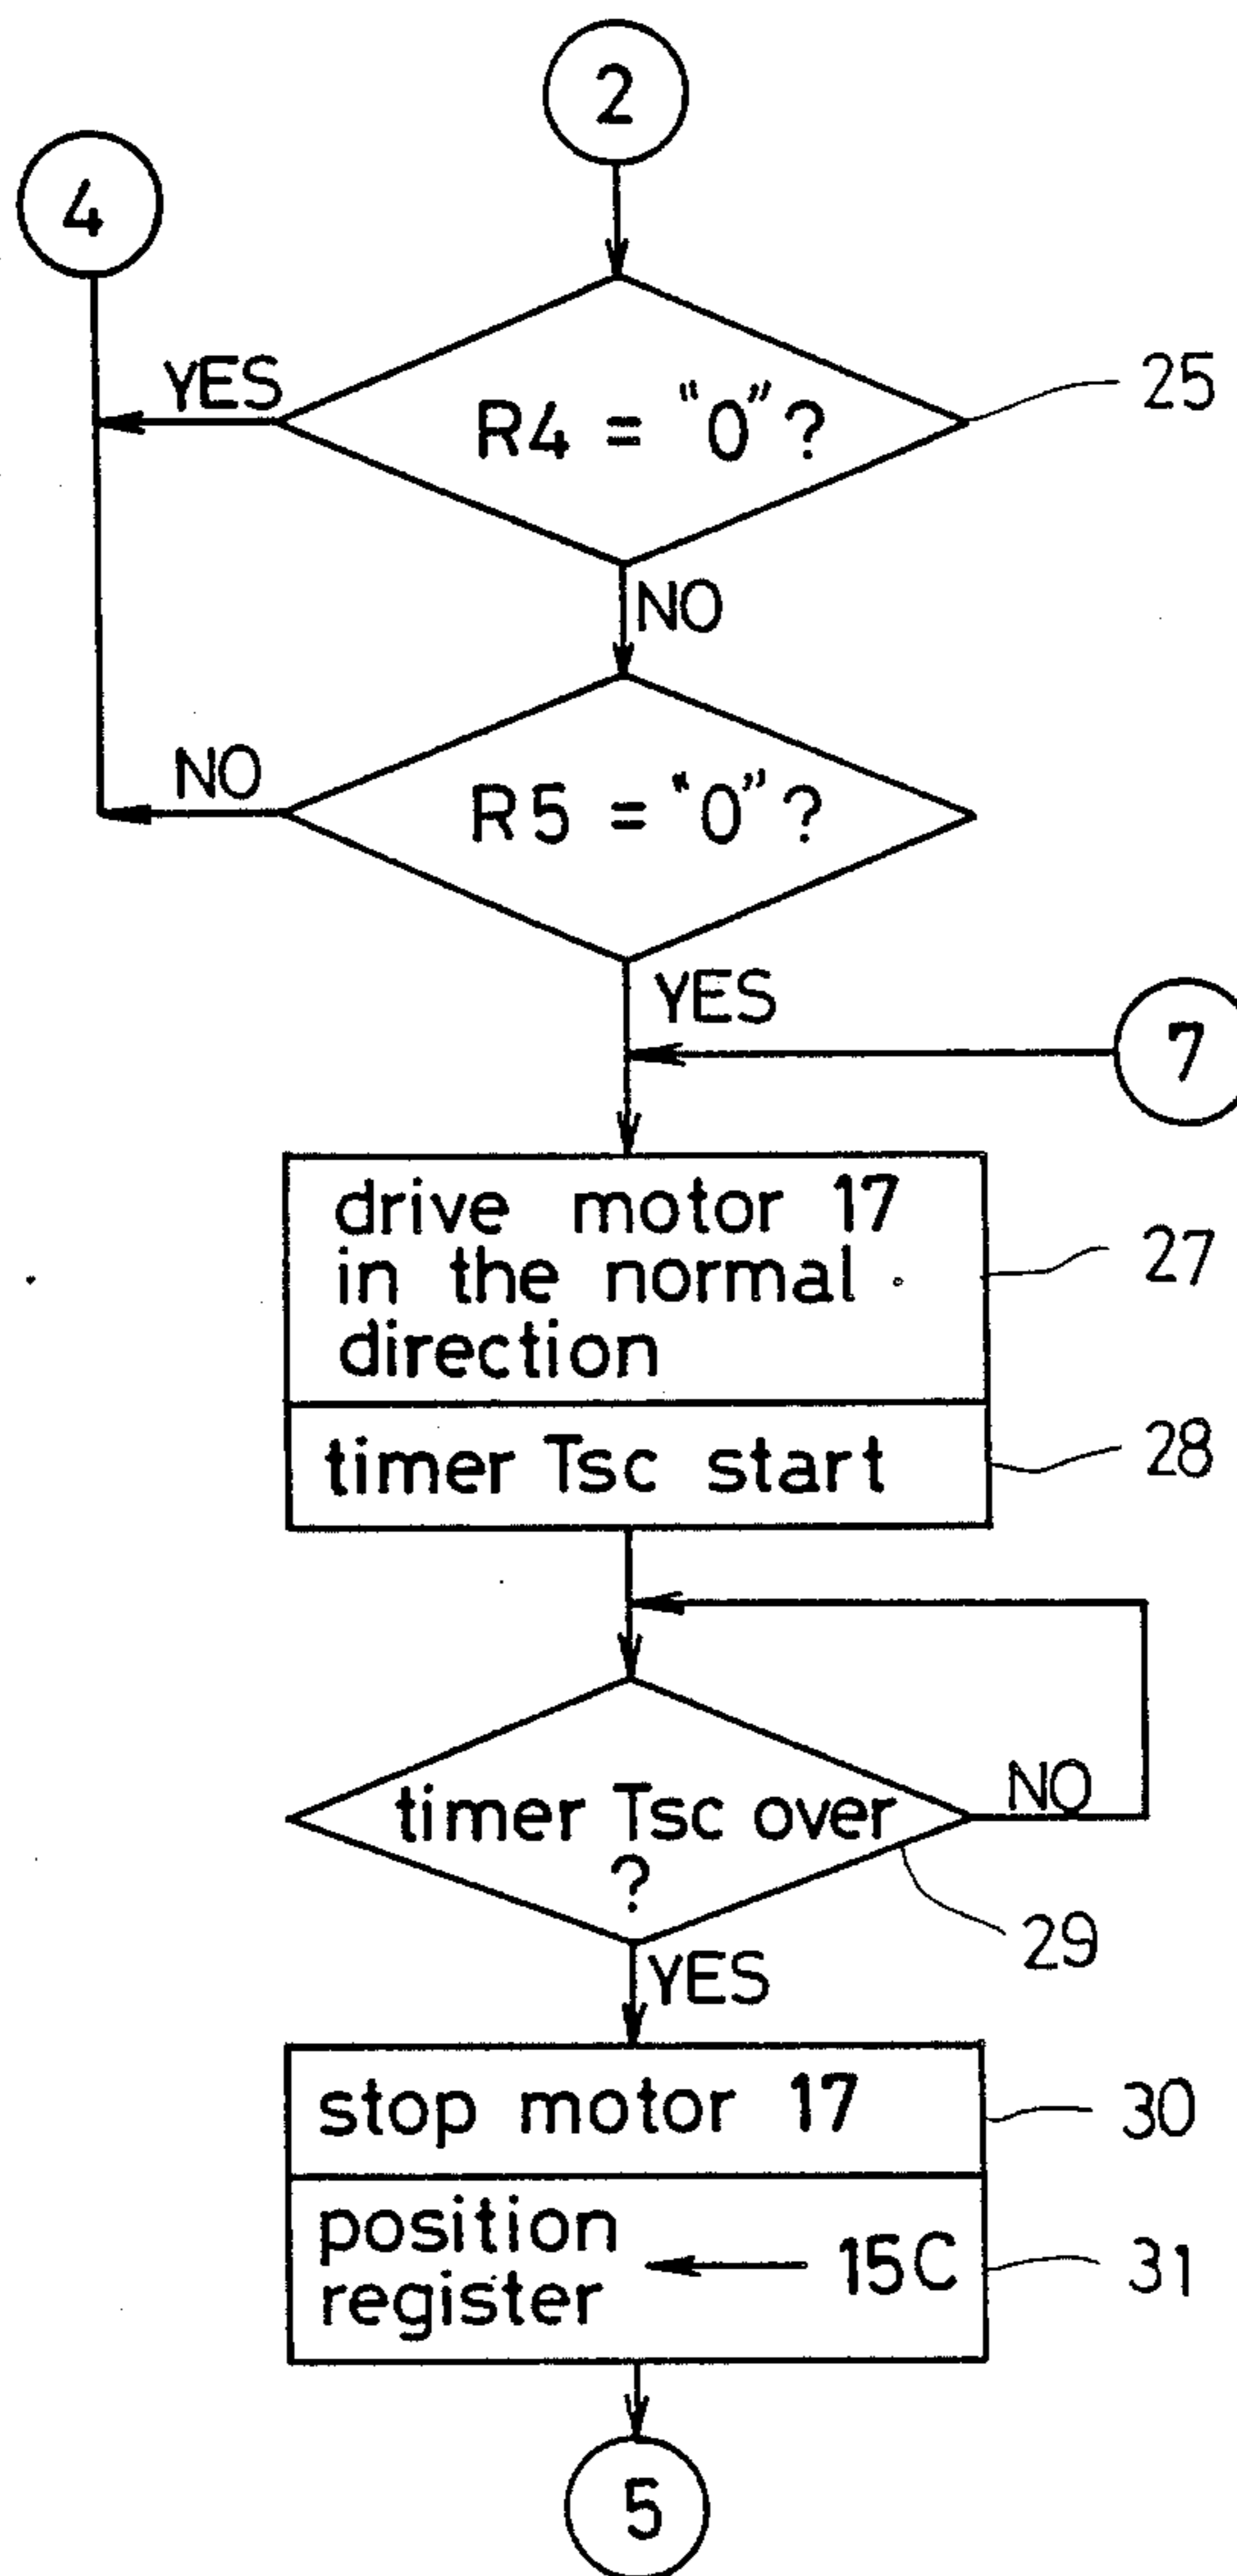 2
4
YES
R4 = "0"?
25
NO
NO
R5 = "0"?
YES
7
drive motor 17
in the normal
direction
27
timer Tsc start
28
timer Tsc over
?
NO
29
YES
stop motor 17
30
position
register ← 15C
31
5